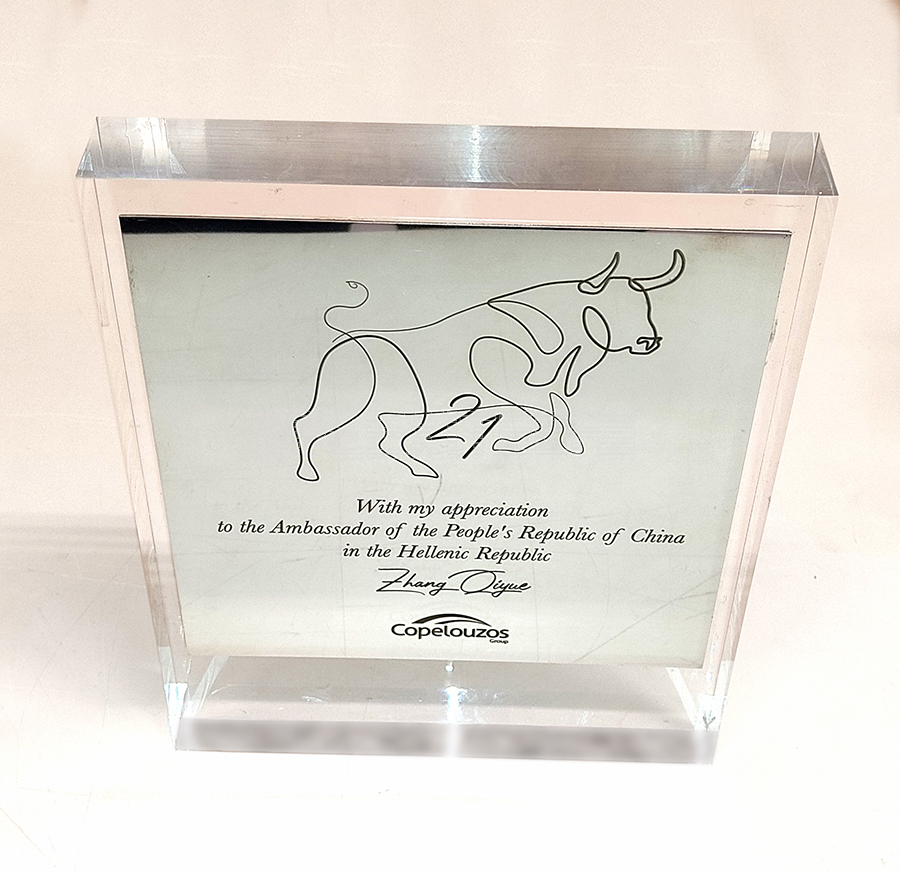 21
With my appreciation
to the Ambassador of the People's Republic of China
in the Hellenic Republic
Zhang Qiyue
Copelouzos
Group